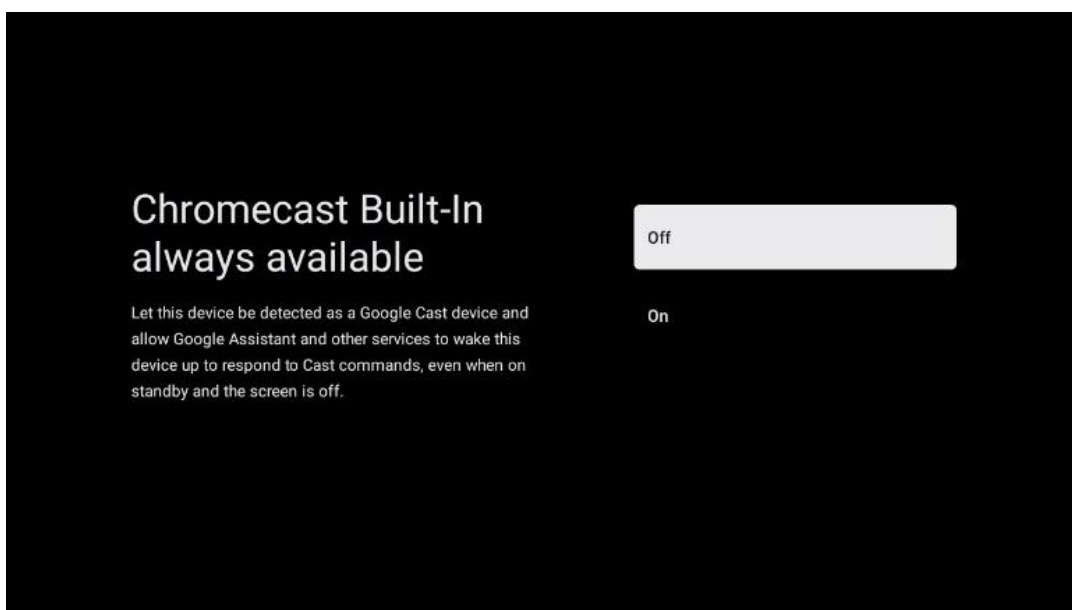 Chromecast Built-In
always available
Let this device be detected as a Google Cast device and
allow Google Assistant and other services to wake this
device up to respond to Cast commands, even when on
standby and the screen is off.
Off
On